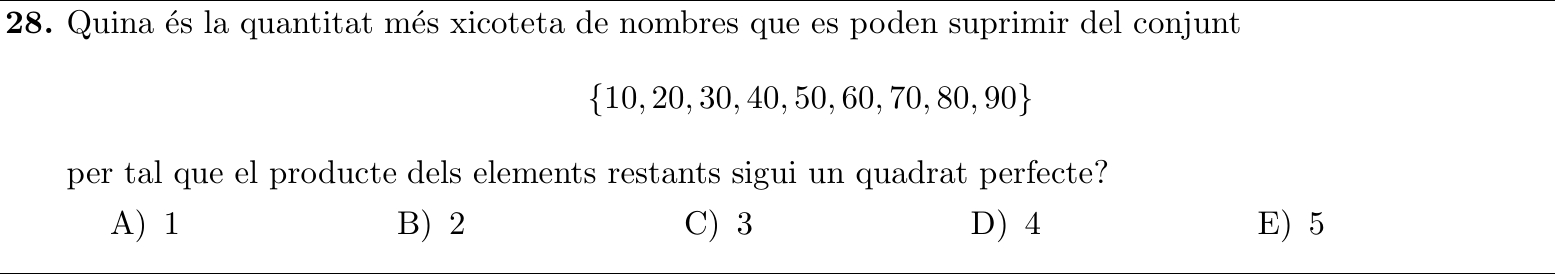 28. Quina és la quantitat més xicoteta de nombres que es poden suprimir del conjunt
{10, 20, 30, 40, 50, 60, 70, 80, 90}
per tal que el producte dels elements restants sigui un quadrat perfecte?
A) 1 B) 2 C) 3 D) 4 E) 5